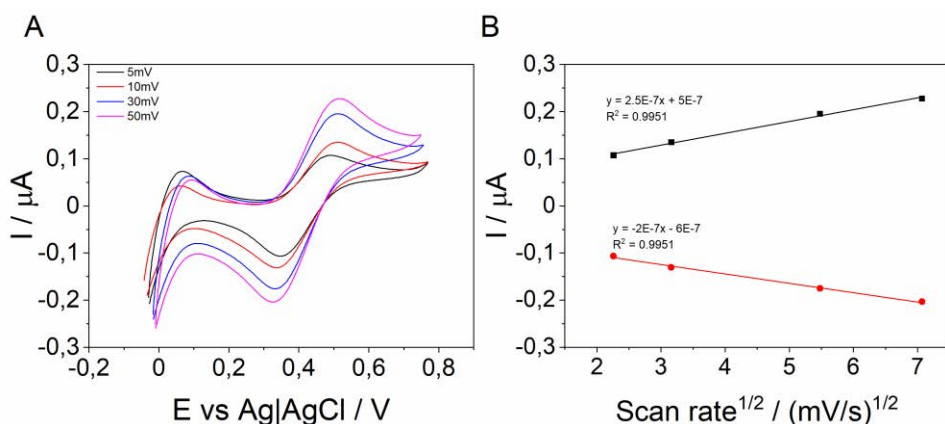 A
B
0,3
0,2
0,1
0
-0,1
-0,2
-0,3
I / μA
5mV
10mV
30mV
50mV
-0,2
0
0,2
0,4
0,6
0,8
E vs Ag|AgCl / V
0,3
0,2
0,1
0
-0,1
-0,2
-0,3
I / μA
y = 2.5E-7x + 5E-7
R² = 0.9951
y = -2E-7x - 6E-7
R² = 0.9951
2
3
4
5
6
7
Scan rate^1/2 / (mV/s)^1/2